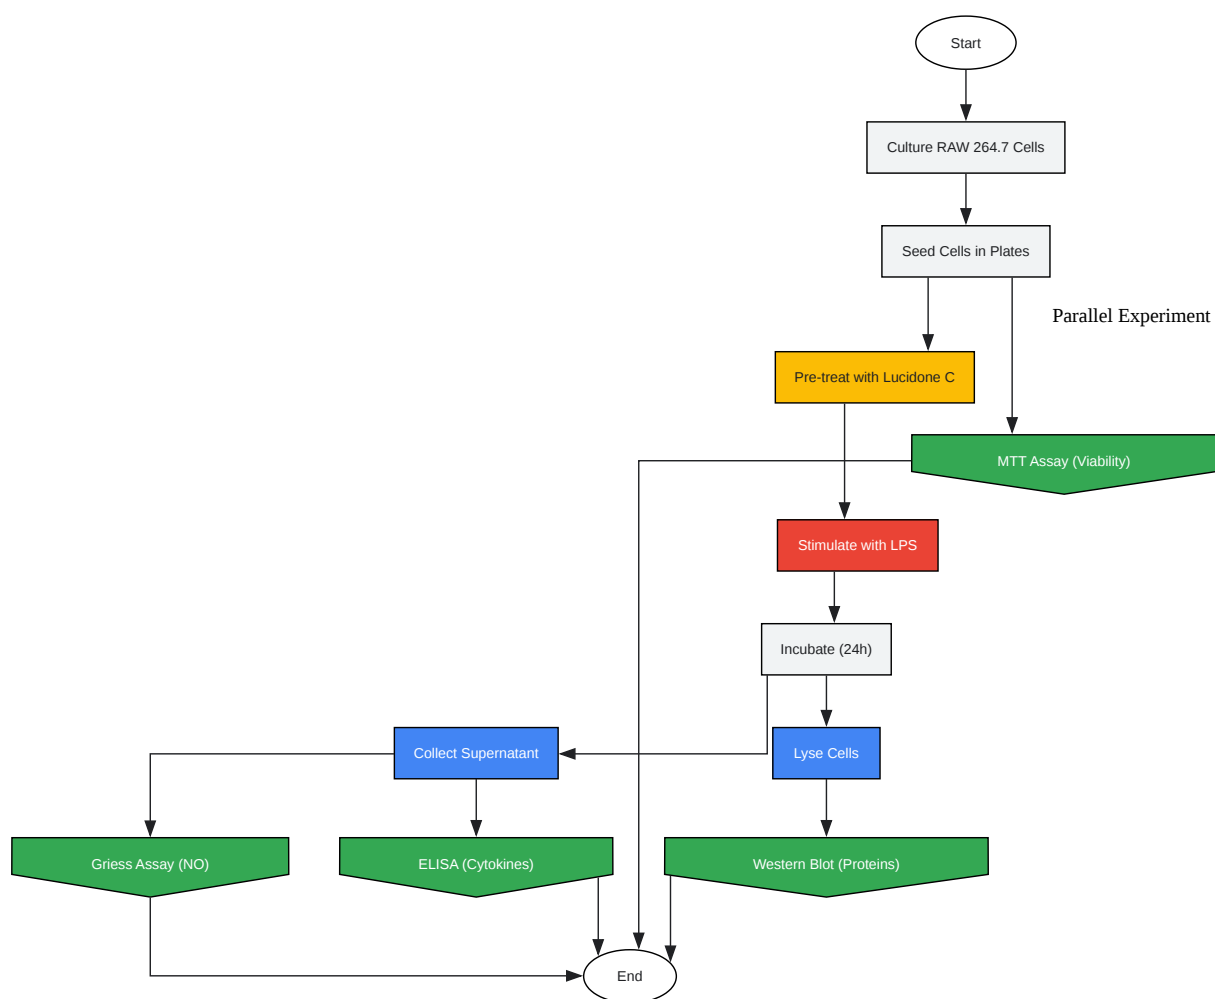 Start
Culture RAW 264.7 Cells
Seed Cells in Plates
Parallel Experiment
Pre-treat with Lucidone C
MTT Assay (Viability)
Stimulate with LPS
Incubate (24h)
Collect Supernatant
Lyse Cells
Griess Assay (NO)
ELISA (Cytokines)
Western Blot (Proteins)
End